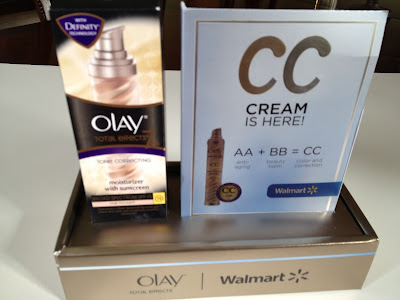 WITH
DEFINITY
TECHNOLOGY
OLAY
TOTAL EFFECTS
TONE CORRECTING
moisturizer
with sunscreen
CC
CREAM
IS HERE!
AA + BB = CC
anti-aging
beauty balm
color and correction
Walmart
OLAY
TOTAL EFFECTS
Walmart